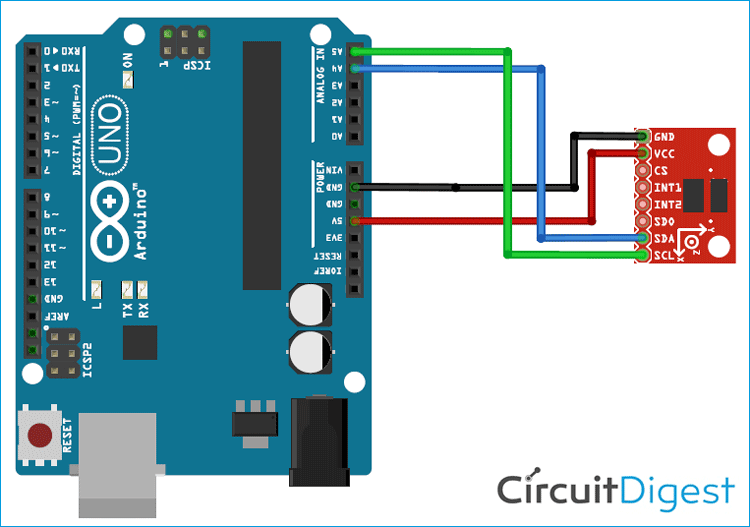 RXD 0
TXD 1
2
~ 3
4
~ 5
~ 6
7
DIGITAL (PWM=~)
8
~ 9
~ 10
~ 11
12
13
GND
AREF
ICSP2
RESET
L
TX
RX
ON
1
ICSP
UNO
Arduino™
ANALOG IN
A5
A4
A3
A2
A1
A0
POWER
VIN
GND
GND
5V
3V3
RESET
IOREF
GND
VCC
CS
INT1
INT2
SDO
SDA
SCL
X
Y
Z
CircuitDigest